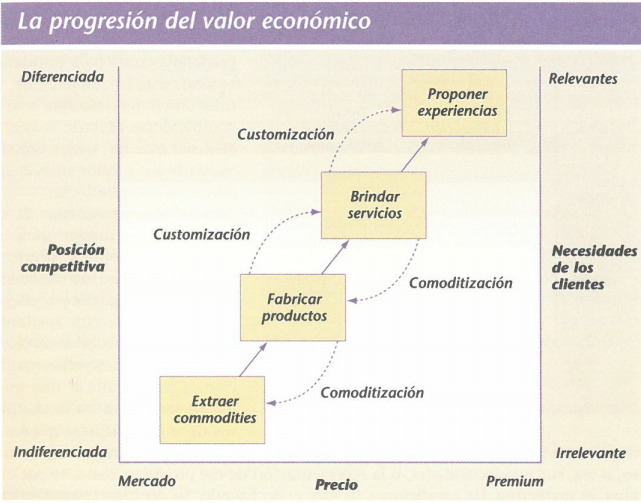 La progresión del valor económico
Diferenciada
Relevantes
Proponer
experiencias
Customización
Brindar
servicios
Customización
Posición
competitiva
Necesidades
de los
clientes
Comoditización
Fabricar
productos
Comoditización
Extraer
commodities
Indiferenciada
Irrelevante
Mercado
Precio
Premium